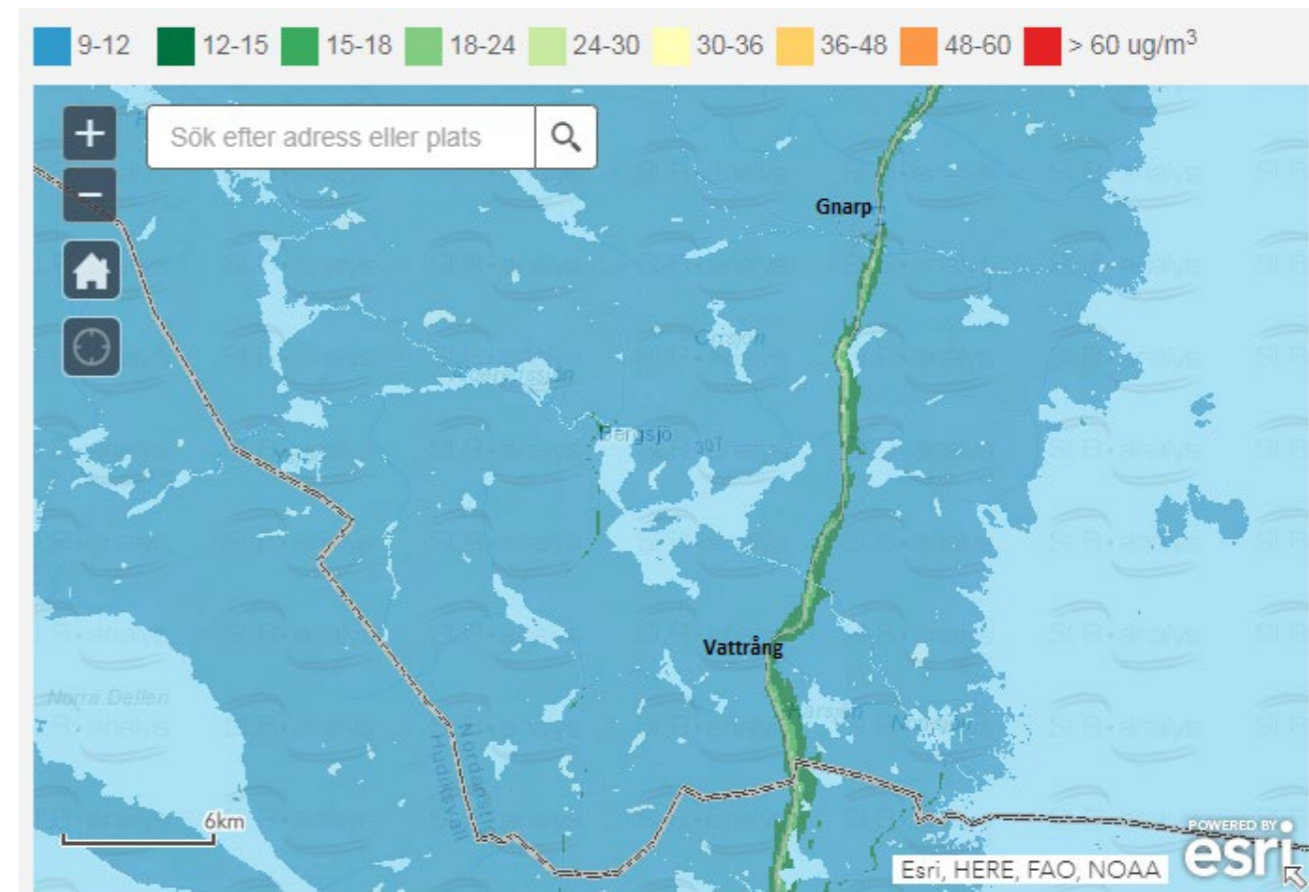 9-12 12-15 15-18 18-24 24-30 30-36 36-48 48-60 > 60 ug/m³
+ Sök efter adress eller plats
−
Gnarp
Bergsjö
Vattrång
Norra Dellen
Hudiksvall
6km
POWERED BY
esri
Esri, HERE, FAO, NOAA